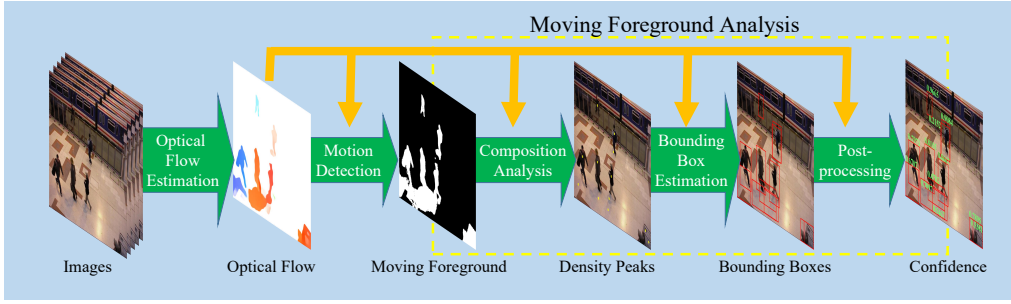 Moving Foreground Analysis
Optical
Flow
Estimation
Motion
Detection
Composition
Analysis
Bounding
Box
Estimation
Post-
processing
Images
Optical Flow
Moving Foreground
Density Peaks
Bounding Boxes
Confidence